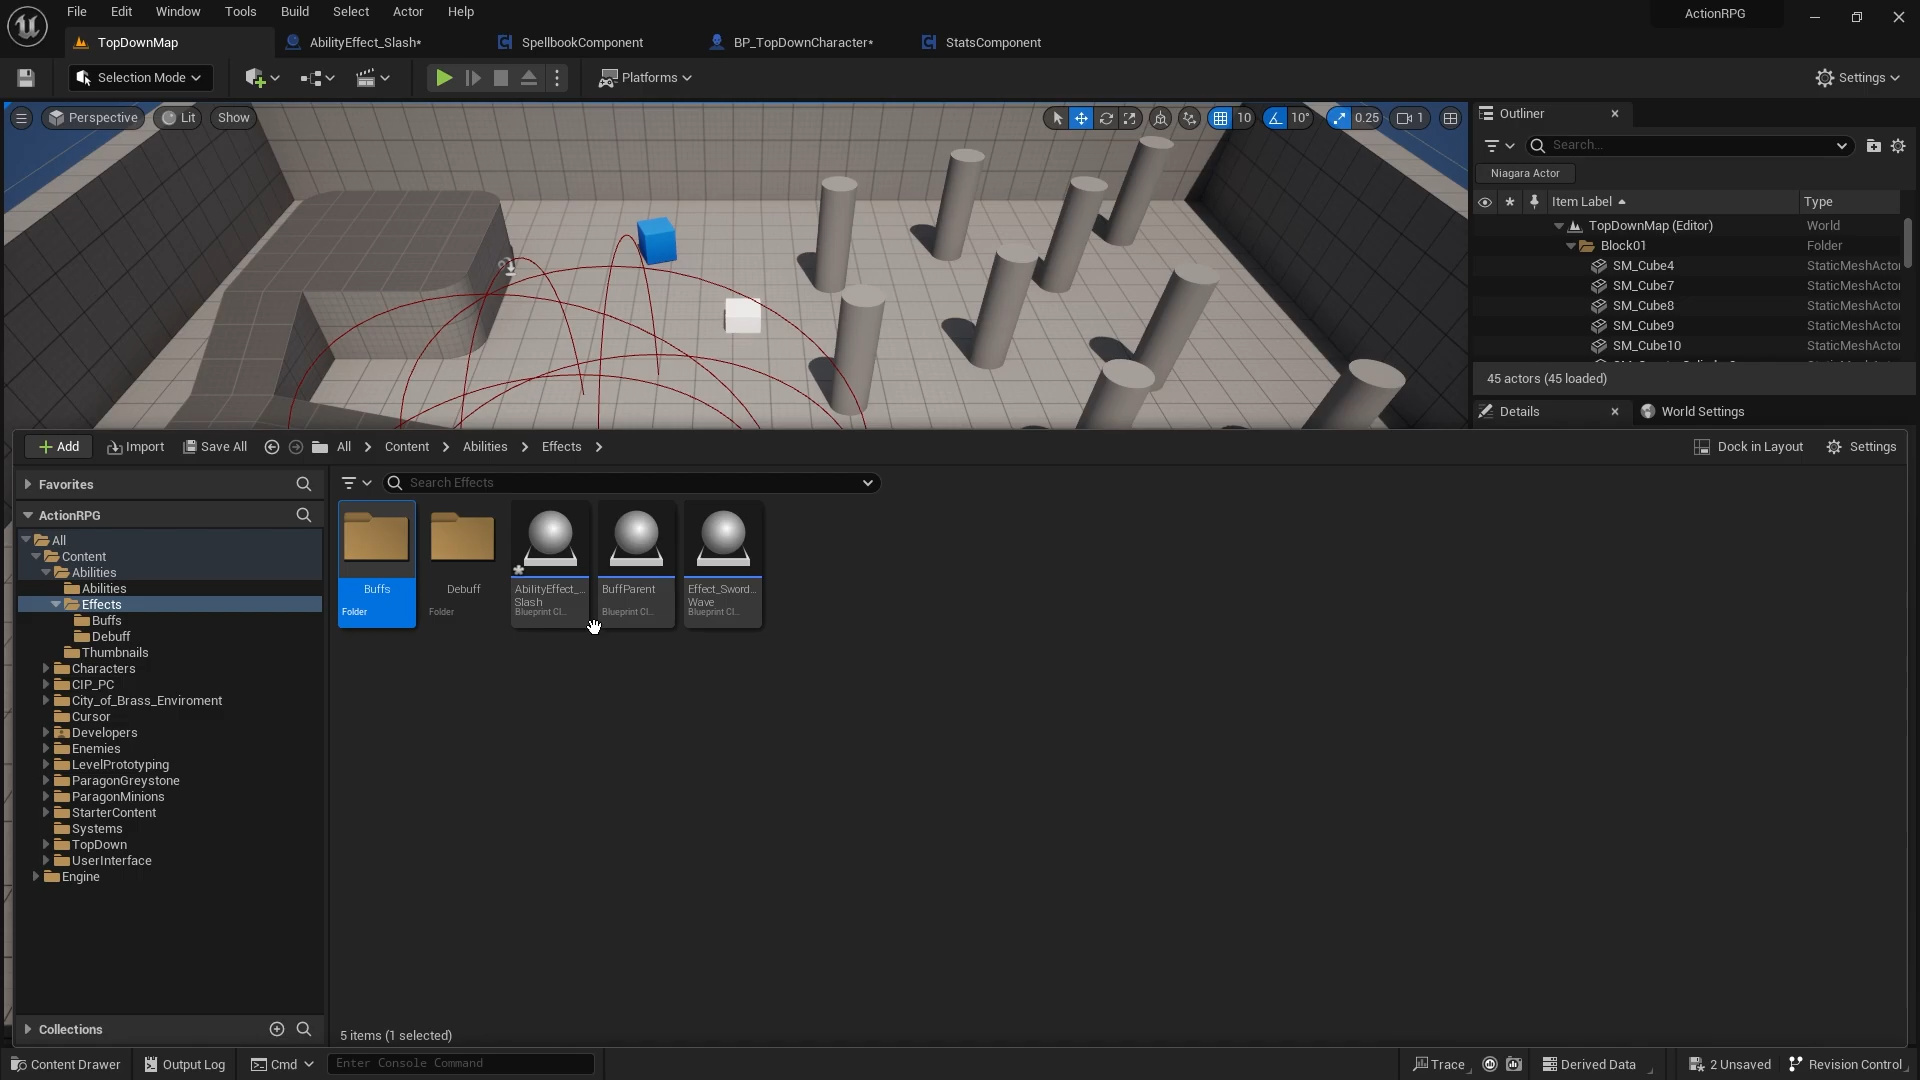 File Edit Window Tools Build Select Actor Help
ActionRPG
TopDownMap
AbilityEffect_Slash*
SpellbookComponent
BP_TopDownCharacter*
StatsComponent
Selection Mode
Platforms
Settings
Perspective
Lit
Show
10
10°
0.25
1
Outliner
Search...
Niagara Actor
Item Label
Type
TopDownMap (Editor) World
Block01 Folder
SM_Cube4 StaticMeshActor
SM_Cube7 StaticMeshActor
SM_Cube8 StaticMeshActor
SM_Cube9 StaticMeshActor
SM_Cube10 StaticMeshActor
45 actors (45 loaded)
Details
World Settings
Add
Import
Save All
All
Content
Abilities
Effects
Dock in Layout
Settings
Favorites
ActionRPG
All
Content
Abilities
Abilities
Effects
Buffs
Debuff
Thumbnails
Characters
CIP_PC
City_of_Brass_Enviroment
Cursor
Developers
Enemies
LevelPrototyping
ParagonGreystone
ParagonMinions
StarterContent
Systems
TopDown
UserInterface
Engine
Collections
Search Effects
Buffs
Folder
Debuff
Folder
AbilityEffect_...
Slash
Blueprint Cl...
BuffParent
Blueprint Cl...
Effect_Sword...
Wave
Blueprint Cl...
5 items (1 selected)
Content Drawer
Output Log
Cmd
Enter Console Command
Trace
Derived Data
2 Unsaved
Revision Control